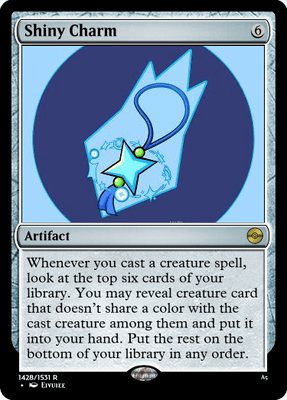 Shiny Charm 6
Artifact
Whenever you cast a creature spell,
look at the top six cards of your
library. You may reveal creature card
that doesn't share a color with the
cast creature among them and put it
into your hand. Put the rest on the
bottom of your library in any order.
1428/1531 R
• Eivuiee